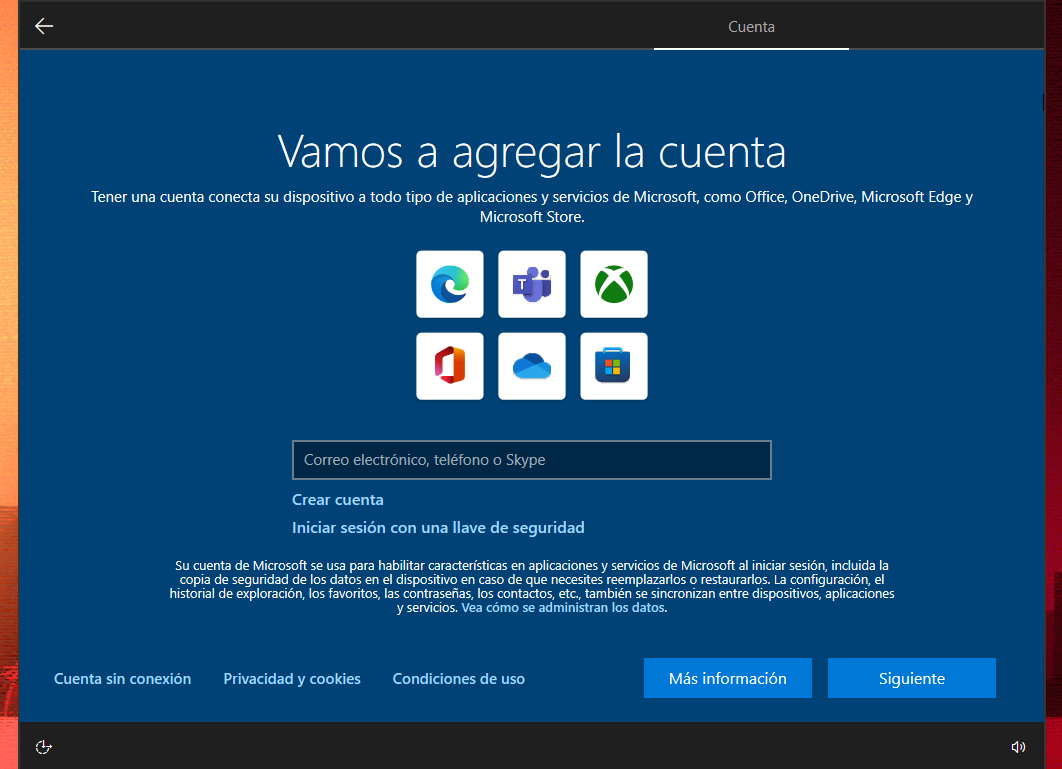 Cuenta
Vamos a agregar la cuenta
Tener una cuenta conecta su dispositivo a todo tipo de aplicaciones y servicios de Microsoft, como Office, OneDrive, Microsoft Edge y
Microsoft Store.
T
Correo electrónico, teléfono o Skype
Crear cuenta
Iniciar sesión con una llave de seguridad
Su cuenta de Microsoft se usa para habilitar características en aplicaciones y servicios de Microsoft al iniciar sesión, incluida la
copia de seguridad de los datos en el dispositivo en caso de que necesites reemplazarlos o restaurarlos. La configuración, el
historial de exploración, los favoritos, las contraseñas, los contactos, etc., también se sincronizan entre dispositivos, aplicaciones
y servicios. Vea cómo se administran los datos.
Cuenta sin conexión Privacidad y cookies Condiciones de uso Más información Siguiente